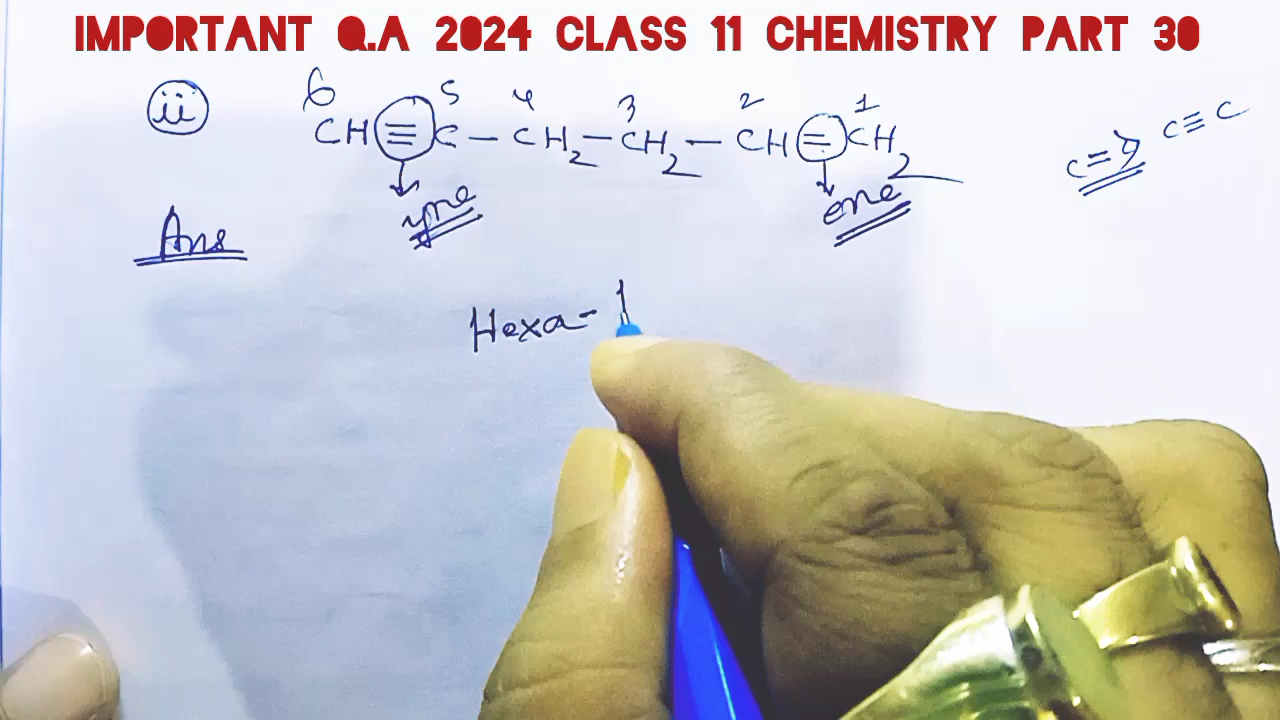 IMPORTANT Q.A 2024 CLASS 11 CHEMISTRY PART 30
6 5 4 3 2 1
ii CH≡C-CH2-CH2-CH=CH2
C≡C
yne ene
Ans
Hexa-1